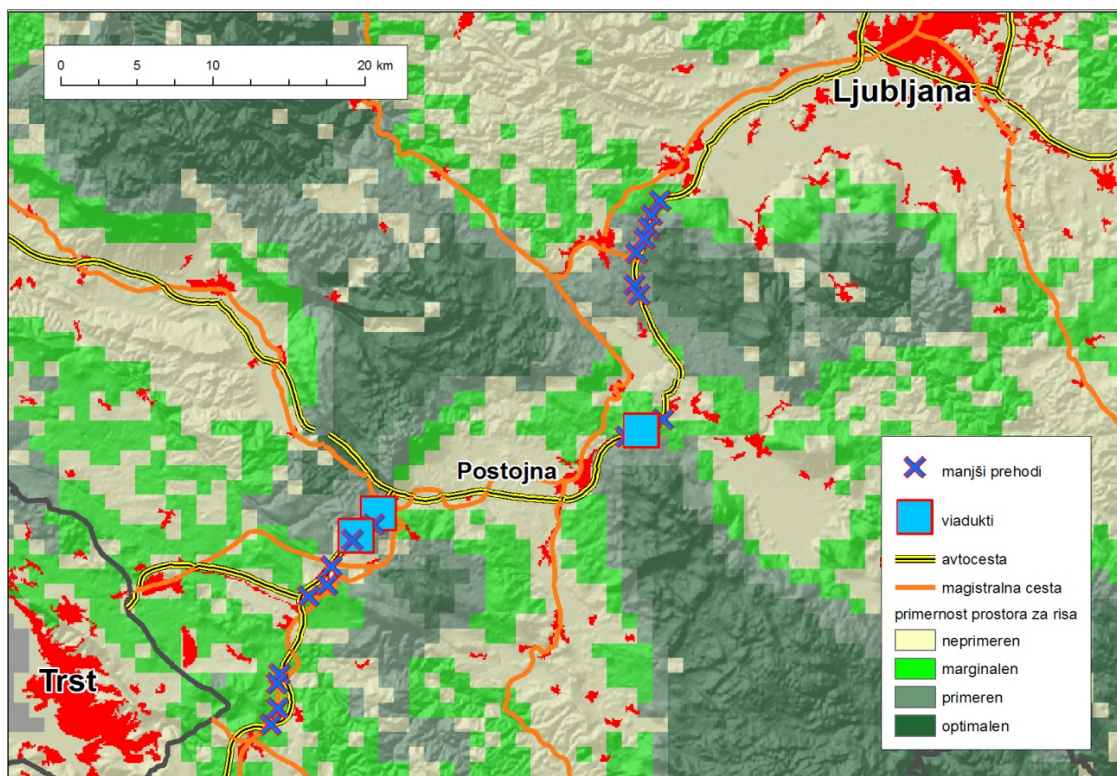 0 5 10 20 km
Ljubljana
Postojna
Trst
manjši prehodi
viadukti
avtocesta
magistralna cesta
primernost prostora za risa
neprimeren
marginalen
primeren
optimalen